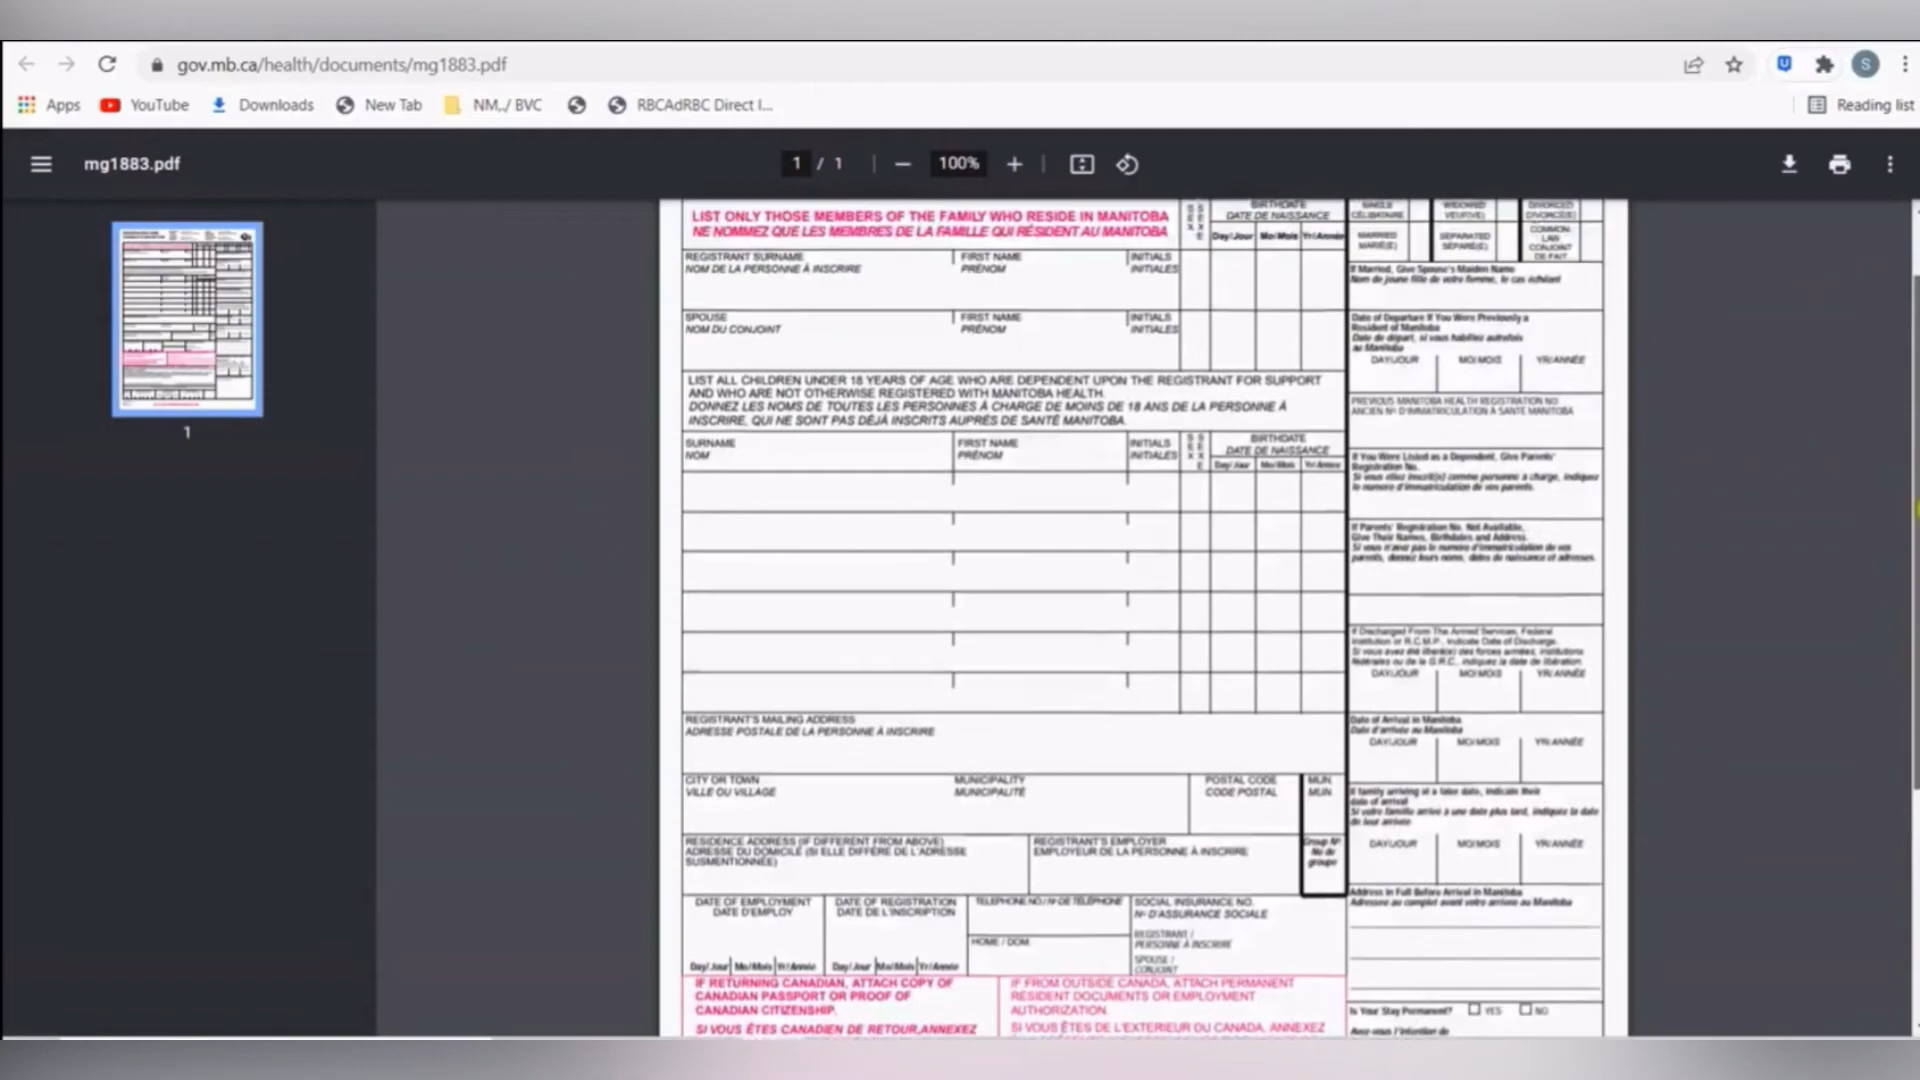 gov.mb.ca/health/documents/mg1883.pdf
S
Apps YouTube Downloads New Tab NM,./ BVC RBCAdRBC Direct I... Reading list
mg1883.pdf
1 / 1 100%
1
LIST ONLY THOSE MEMBERS OF THE FAMILY WHO RESIDE IN MANITOBA
NE NOMMEZ QUE LES MEMBRES DE LA FAMILLE QUI RÉSIDENT AU MANITOBA
SEX SEXE
BIRTHDATE
DATE DE NAISSANCE
Day/Jour Mo/Mois Yr/Année
SINGLE
CÉLIBATAIRE
WIDOWED
VEUF(VE)
DIVORCED
DIVORCÉ(E)
MARRIED
MARIÉ(E)
SEPARATED
SÉPARÉ(E)
COMMON-
LAW
CONJOINT
DE FAIT
REGISTRANT SURNAME FIRST NAME INITIALS
NOM DE LA PERSONNE À INSCRIRE PRÉNOM INITIALES
If Married, Give Spouse's Maiden Name
Nom de jeune fille de votre femme, le cas échéant
SPOUSE FIRST NAME INITIALS
NOM DU CONJOINT PRÉNOM INITIALES
Date of Departure If You Were Previously a
Resident of Manitoba
Date de départ, si vous habitiez autrefois
au Manitoba
DAY/JOUR MO/MOIS YR/ANNÉE
LIST ALL CHILDREN UNDER 18 YEARS OF AGE WHO ARE DEPENDENT UPON THE REGISTRANT FOR SUPPORT
AND WHO ARE NOT OTHERWISE REGISTERED WITH MANITOBA HEALTH.
DONNEZ LES NOMS DE TOUTES LES PERSONNES À CHARGE DE MOINS DE 18 ANS DE LA PERSONNE À
INSCRIRE, QUI NE SONT PAS DÉJÀ INSCRITS AUPRÈS DE SANTÉ MANITOBA.
PREVIOUS MANITOBA HEALTH REGISTRATION NO.
ANCIEN Nº D'IMMATRICULATION À SANTÉ MANITOBA
SURNAME FIRST NAME INITIALS
NOM PRÉNOM INITIALES
SEX SEXE
BIRTHDATE
DATE DE NAISSANCE
Day/Jour Mo/Mois Yr/Année
If You Were Listed as a Dependent, Give Parents'
Registration No.
Si vous étiez inscrit(e) comme personne à charge, indiquez
le numero d'immatriculation de vos parents.
If Parents' Registration No. Not Available,
Give Their Names, Birthdates and Address.
Si vous n'avez pas le numero d'immatriculation de vos
parents, donnez leurs noms, dates de naissance et adresses.
If Discharged From The Armed Services, Federal
Institution or R.C.M.P., Indicate Date of Discharge.
Si vous avez été libéré(e) des forces armées, institutions
fédérales ou de la G.R.C., indiquez la date de libération.
DAY/JOUR MO/MOIS YR/ANNÉE
REGISTRANT'S MAILING ADDRESS
ADRESSE POSTALE DE LA PERSONNE À INSCRIRE
Date of Arrival in Manitoba
Date d'arrivée au Manitoba
DAY/JOUR MO/MOIS YR/ANNÉE
CITY OR TOWN MUNICIPALITY POSTAL CODE MUN.
VILLE OU VILLAGE MUNICIPALITÉ CODE POSTAL MUN
If family arriving at a later date, indicate their
date of arrival
Si votre famille arrive à une date plus tard, indiquez la date
de leur arrivée
DAY/JOUR MO/MOIS YR/ANNÉE
RESIDENCE ADDRESS (IF DIFFERENT FROM ABOVE)
ADRESSE DU DOMICILE (SI ELLE DIFFÈRE DE L'ADRESSE
SUSMENTIONNÉE)
REGISTRANT'S EMPLOYER
EMPLOYEUR DE LA PERSONNE À INSCRIRE
Group Nº
No de
groupe
Address in Full Before Arrival in Manitoba
Adresse au complet avant votre arrivée au Manitoba
DATE OF EMPLOYMENT
DATE D'EMPLOY
Day/Jour Mo/Mois Yr/Année
DATE OF REGISTRATION
DATE DE L'INSCRIPTION
Day/Jour Mo/Mois Yr/Année
TELEPHONE NO./Nº DE TÉLÉPHONE
HOME / DOM.
SOCIAL INSURANCE NO.
Nº D'ASSURANCE SOCIALE
REGISTRANT /
PERSONNE À INSCRIRE
SPOUSE /
CONJOINT
IF RETURNING CANADIAN, ATTACH COPY OF
CANADIAN PASSPORT OR PROOF OF
CANADIAN CITIZENSHIP.
SI VOUS ÊTES CANADIEN DE RETOUR,ANNEXEZ
IF FROM OUTSIDE CANADA, ATTACH PERMANENT
RESIDENT DOCUMENTS OR EMPLOYMENT
AUTHORIZATION.
SI VOUS ÊTES DE L'EXTERIEUR DU CANADA, ANNEXEZ
Is Your Stay Permanent? YES NO
Avez-vous l'intention de